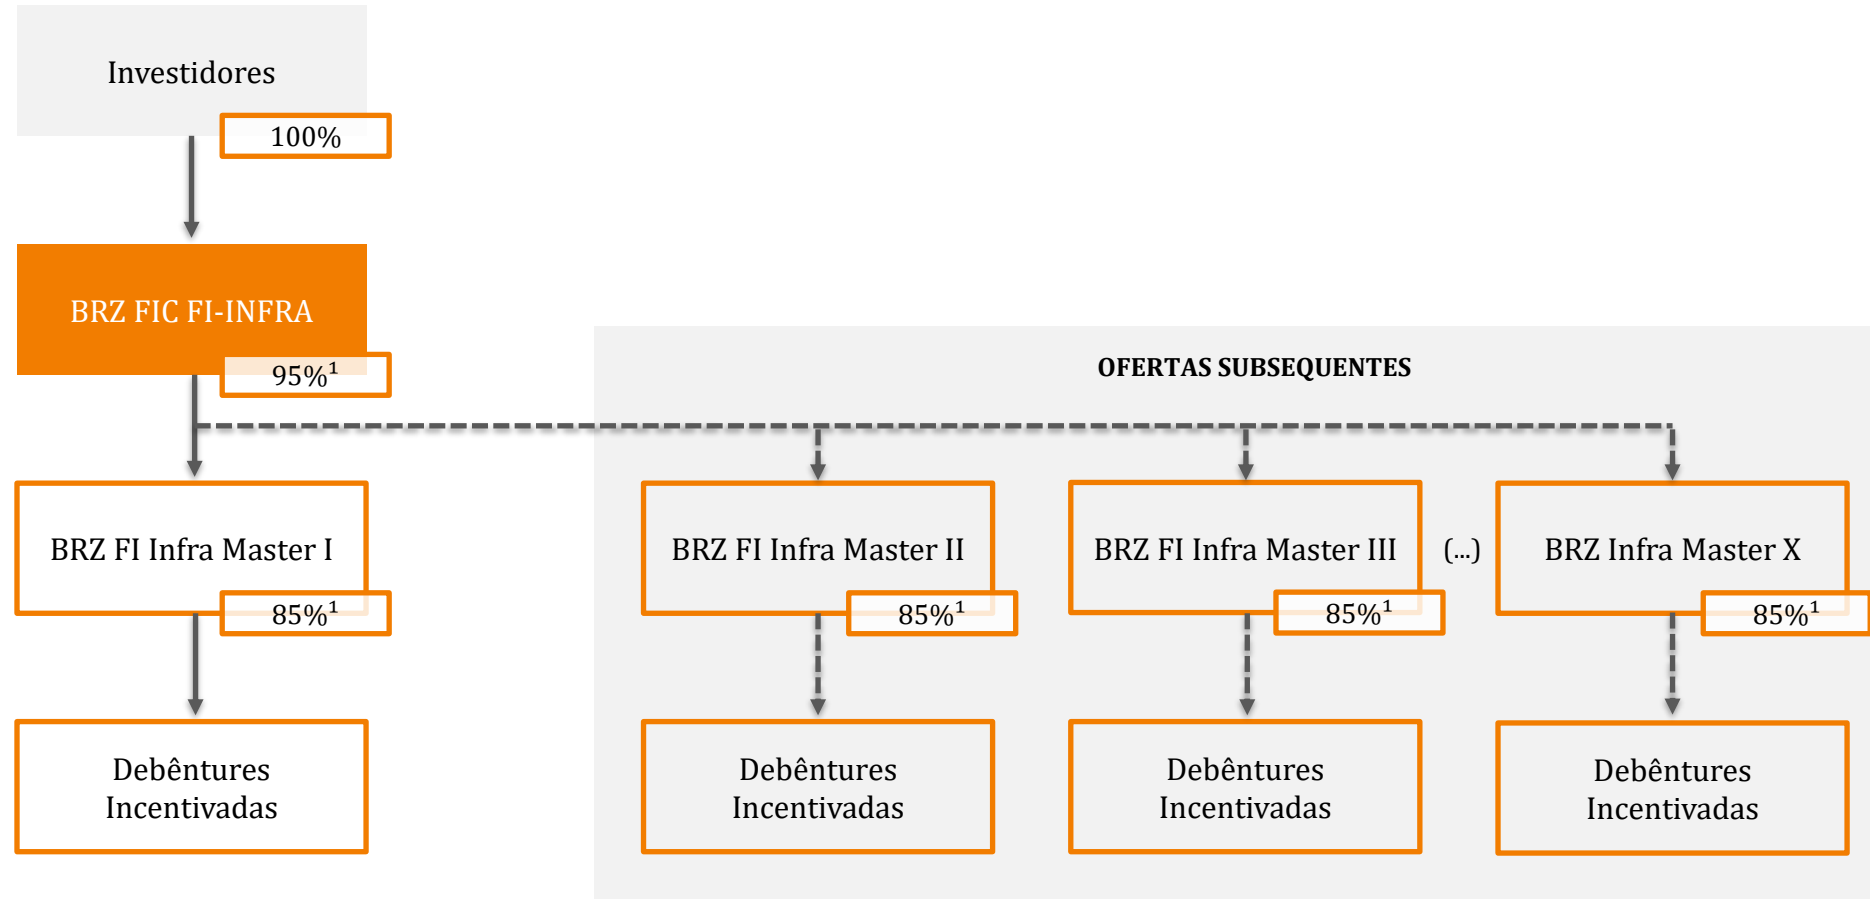 Investidores
100%
BRZ FIC FI-INFRA
95%¹
OFERTAS SUBSEQUENTES
BRZ FI Infra Master I
85%¹
BRZ FI Infra Master II
85%¹
BRZ FI Infra Master III
85%¹
(...)
BRZ Infra Master X
85%¹
Debêntures
Incentivadas
Debêntures
Incentivadas
Debêntures
Incentivadas
Debêntures
Incentivadas